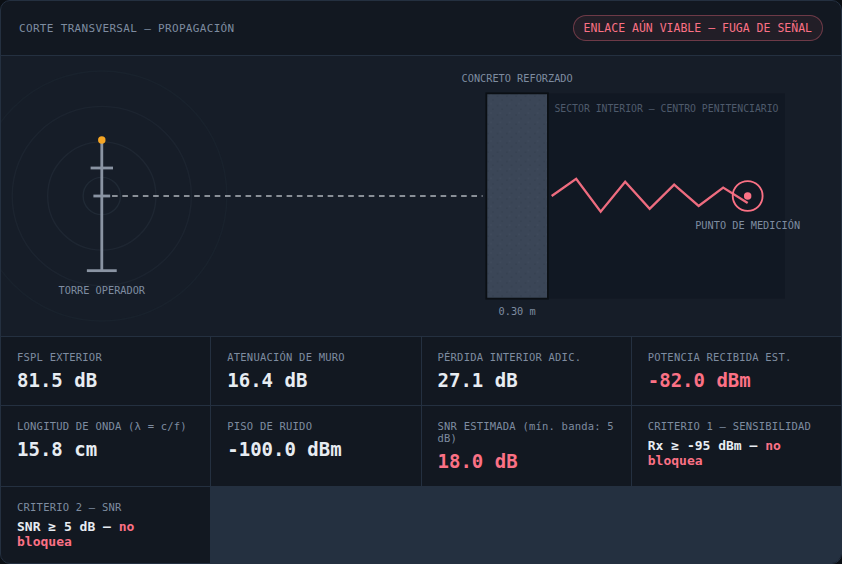 CORTE TRANSVERSAL — PROPAGACIÓN
ENLACE AÚN VIABLE — FUGA DE SEÑAL
CONCRETO REFORZADO
SECTOR INTERIOR — CENTRO PENITENCIARIO
PUNTO DE MEDICIÓN
TORRE OPERADOR
0.30 m
FSPL EXTERIOR
81.5 dB
ATENUACIÓN DE MURO
16.4 dB
PÉRDIDA INTERIOR ADIC.
27.1 dB
POTENCIA RECIBIDA EST.
-82.0 dBm
LONGITUD DE ONDA (λ = c/f)
15.8 cm
PISO DE RUIDO
-100.0 dBm
SNR ESTIMADA (mín. banda: 5
dB)
18.0 dB
CRITERIO 1 — SENSIBILIDAD
Rx ≥ -95 dBm — no
bloquea
CRITERIO 2 — SNR
SNR ≥ 5 dB — no
bloquea